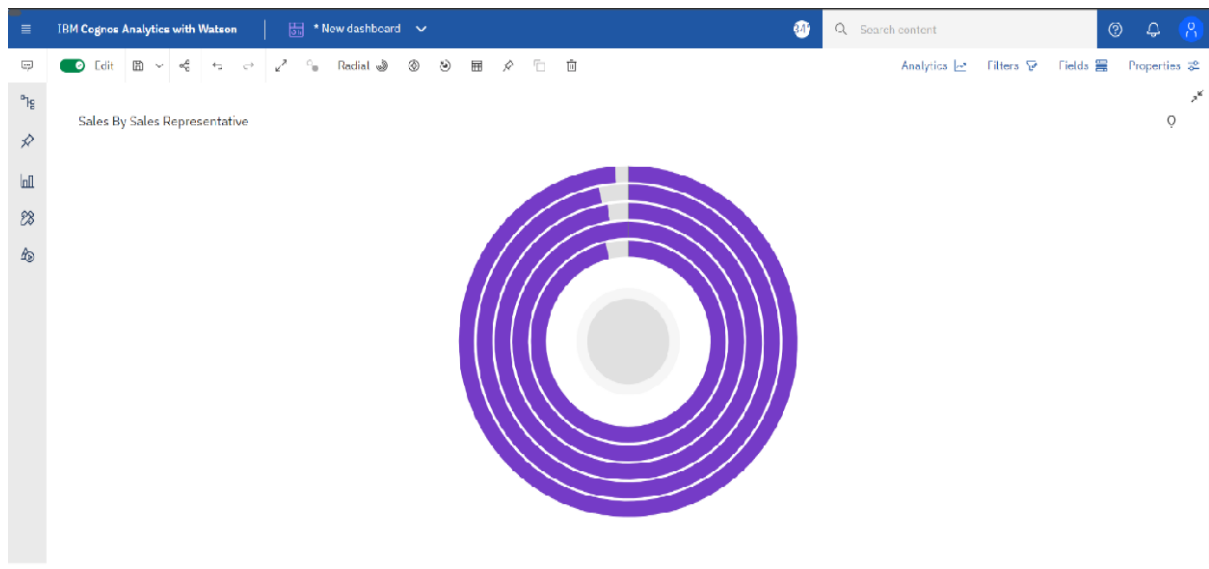 IBM Cognos Analytics with Watson * New dashboard Search content
Edit Radial Analytics Filters Fields Properties
Sales By Sales Representative